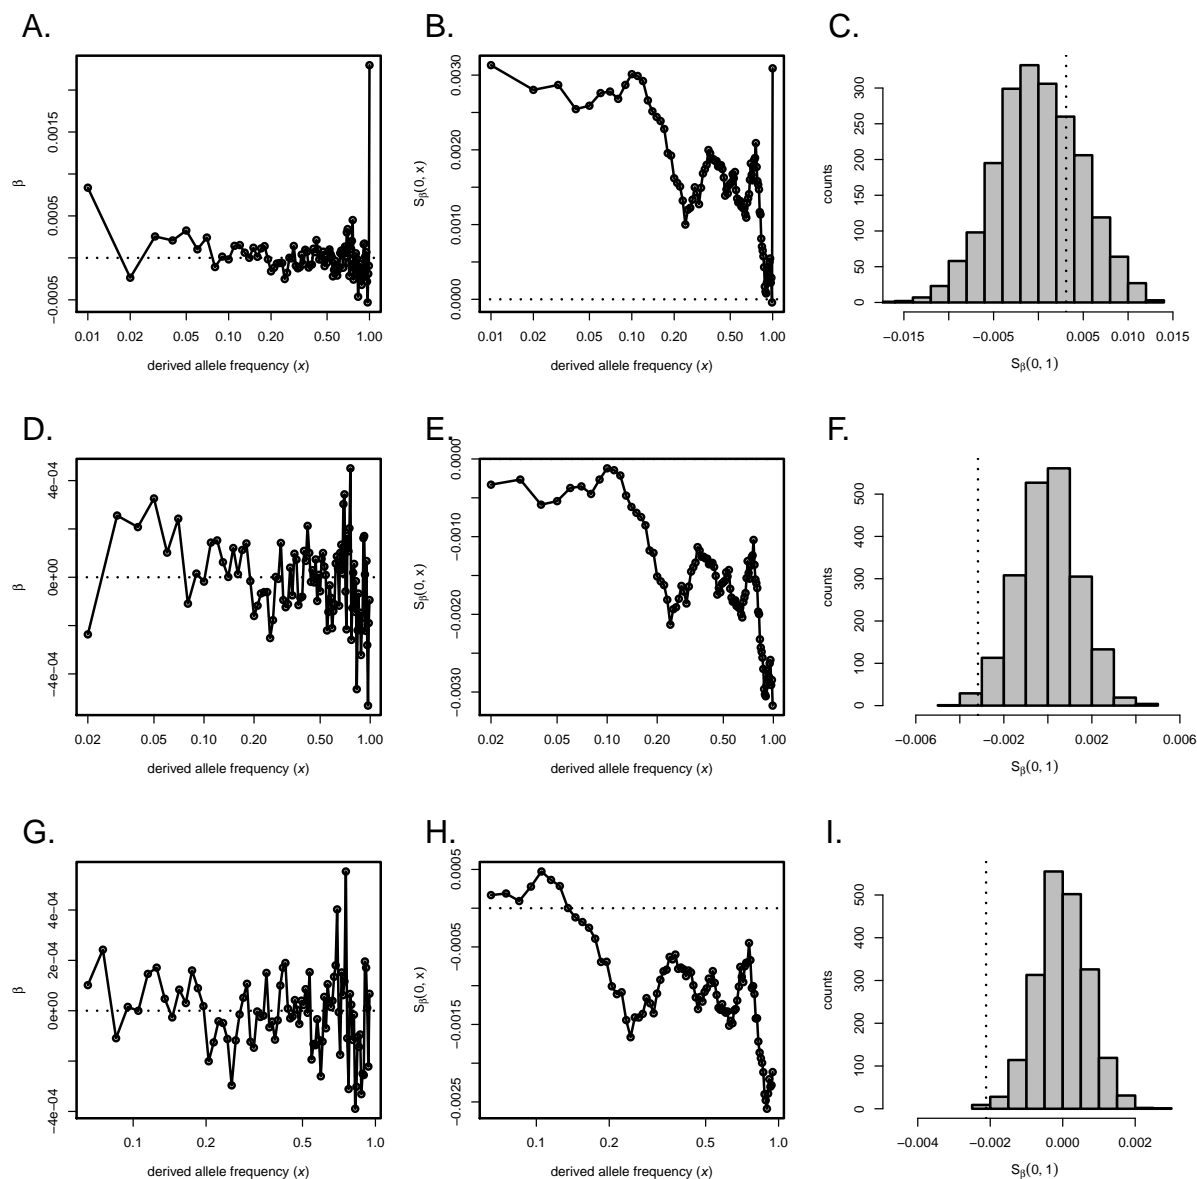 A.
B.
C.
β
−0.0005
0.0005
0.0015
0.01
0.02
0.05
0.10
0.20
0.50
1.00
derived allele frequency (x)
Sβ(0, x)
0.0000
0.0010
0.0020
0.0030
0.01
0.02
0.05
0.10
0.20
0.50
1.00
derived allele frequency (x)
counts
0
50
100
150
200
250
300
−0.015
−0.005
0.005
0.015
Sβ(0, 1)
D.
E.
F.
β
−4e−04
0e+00
4e−04
0.02
0.05
0.10
0.20
0.50
1.00
derived allele frequency (x)
Sβ(0, x)
−0.0030
−0.0020
−0.0010
0.0000
0.02
0.05
0.10
0.20
0.50
1.00
derived allele frequency (x)
counts
0
100
200
300
400
500
−0.006
−0.002
0.002
0.006
Sβ(0, 1)
G.
H.
I.
β
−4e−04
0e+00
2e−04
4e−04
0.1
0.2
0.5
1.0
derived allele frequency (x)
Sβ(0, x)
−0.0025
−0.0015
−0.0005
0.0005
0.1
0.2
0.5
1.0
derived allele frequency (x)
counts
0
100
200
300
400
500
−0.004
−0.002
0.000
0.002
Sβ(0, 1)